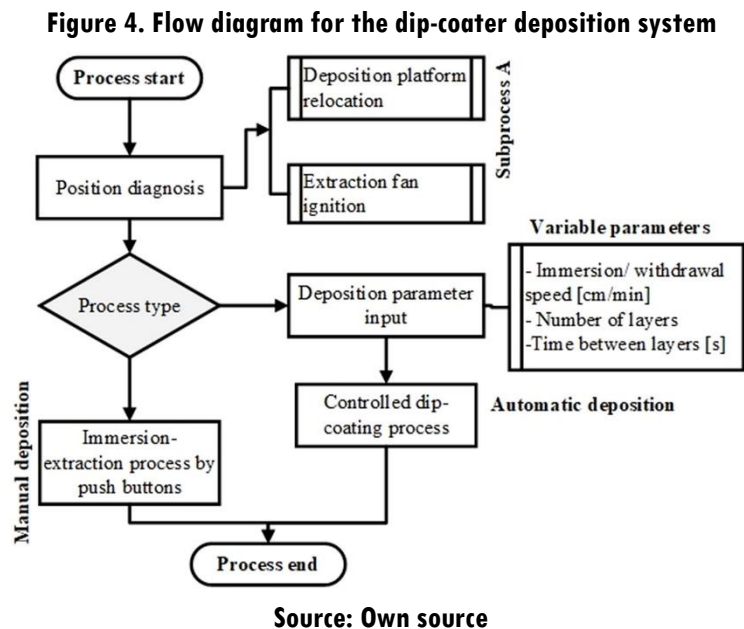 Figure 4. Flow diagram for the dip-coater deposition system
Process start
Deposition platform
relocation
Subprocess A
Position diagnosis
Extraction fan
ignition
Variable parameters
- Immersion/ withdrawal
speed [cm/min]
- Number of layers
-Time between layers [s]
Process type
Deposition parameter
input
Manual deposition
Immersion-
extraction process by
push buttons
Controlled dip-
coating process
Automatic deposition
Process end
Source: Own source